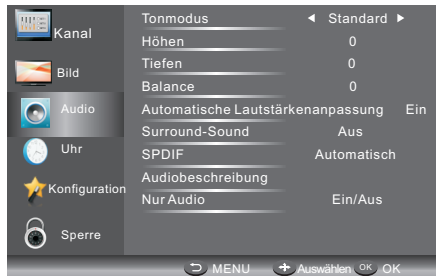 Kanal
Bild
Audio
Uhr
Konfiguration
Sperre
Tonmodus ◄ Standard ►
Höhen 0
Tiefen 0
Balance 0
Automatische Lautstärkenanpassung Ein
Surround-Sound Aus
SPDIF Automatisch
Audiobeschreibung
Nur Audio Ein/Aus
MENU Auswählen OK OK